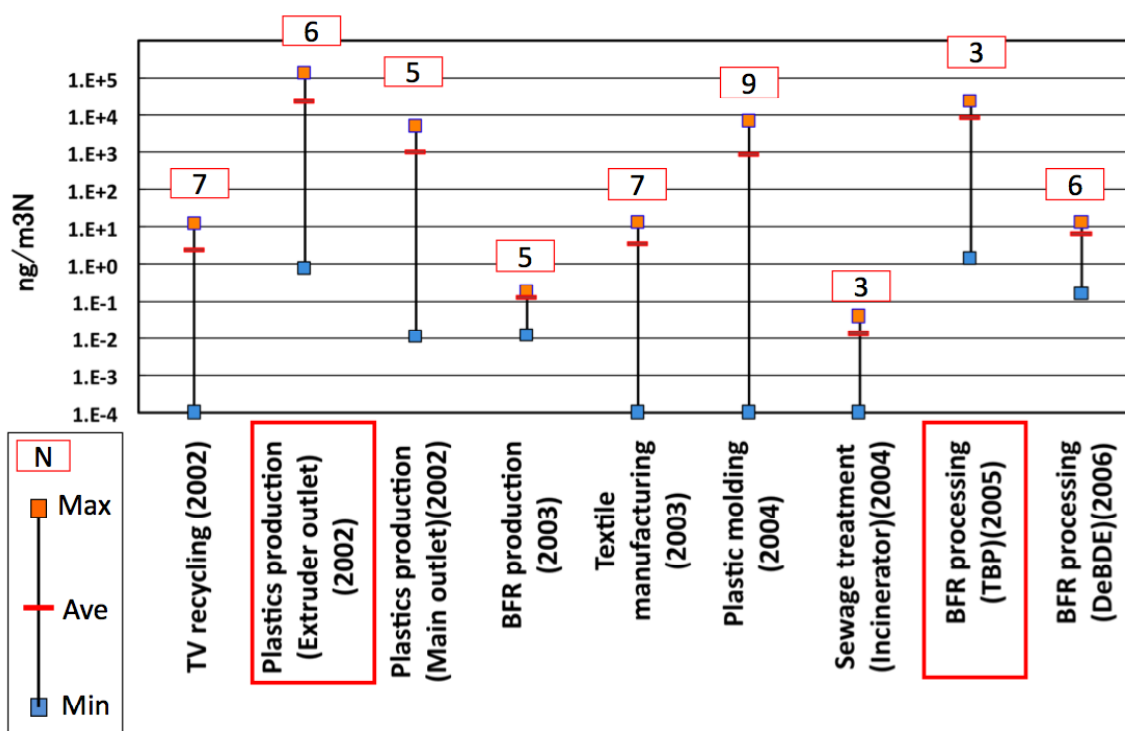 6
3
5
9
7
7
6
5
3
ng/m3N
1.E+5
1.E+4
1.E+3
1.E+2
1.E+1
1.E+0
1.E-1
1.E-2
1.E-3
1.E-4
N
Max
Ave
Min
TV recycling (2002)
Plastics production
(Extruder outlet)
(2002)
Plastics production
(Main outlet)(2002)
BFR production
(2003)
Textile
manufacturing
(2003)
Plastic molding
(2004)
Sewage treatment
(Incinerator)(2004)
BFR processing
(TBP)(2005)
BFR processing
(DeBDE)(2006)